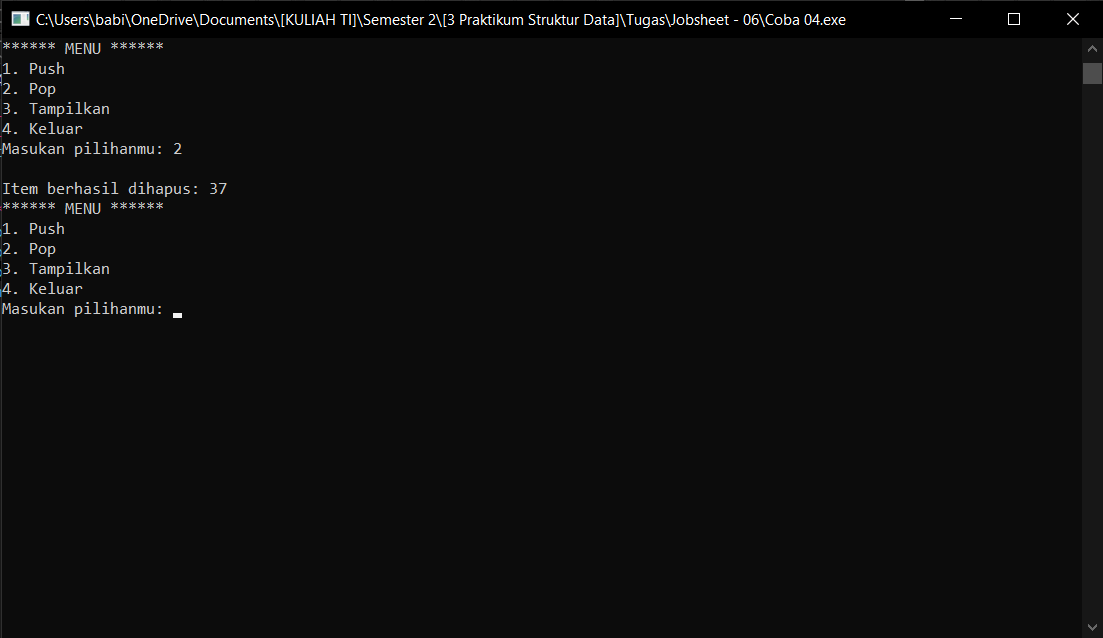 C:\Users\babi\OneDrive\Documents\[KULIAH TI]\Semester 2\[3 Praktikum Struktur Data]\Tugas\Jobsheet - 06\Coba 04.exe
****** MENU ******
1. Push
2. Pop
3. Tampilkan
4. Keluar
Masukan pilihanmu: 2

Item berhasil dihapus: 37
****** MENU ******
1. Push
2. Pop
3. Tampilkan
4. Keluar
Masukan pilihanmu: